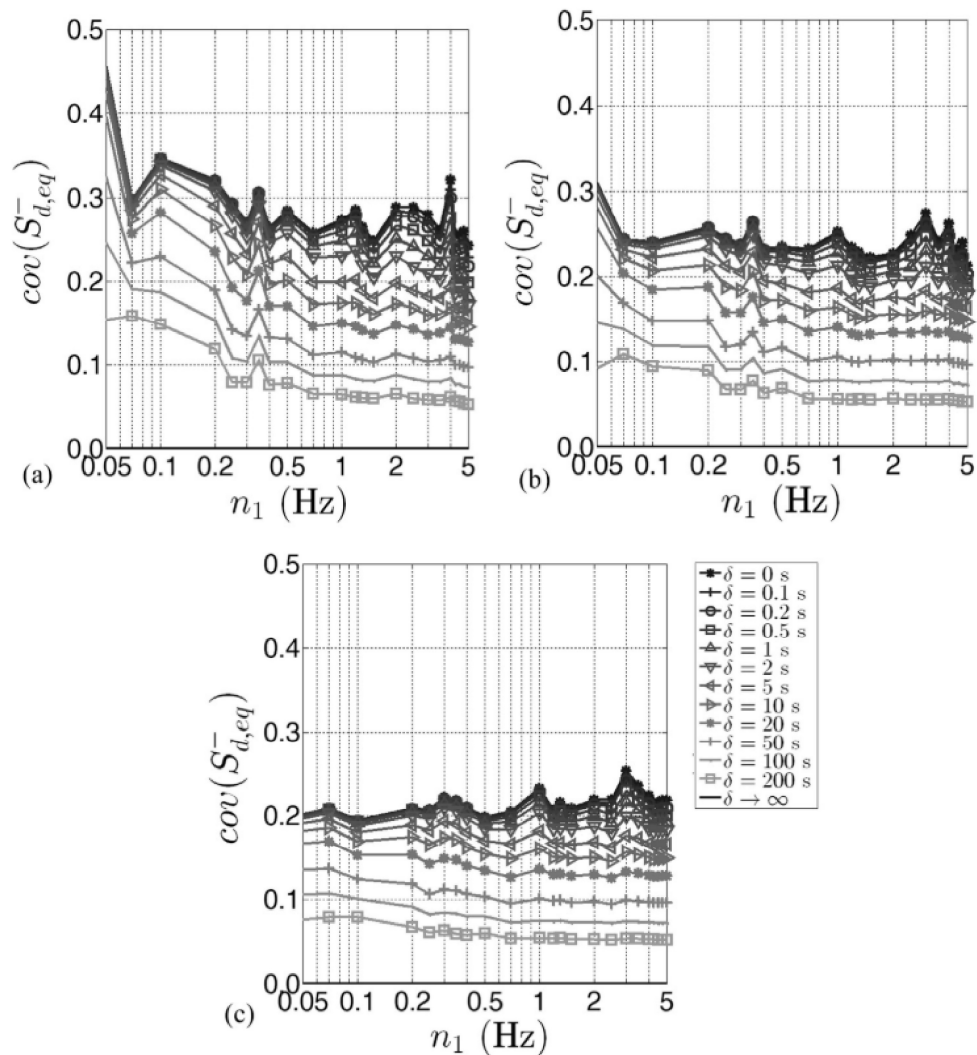 0.5
0.4
0.3
0.2
0.1
0.0
cov(S⁻d,eq)
0.05 0.1 0.2 0.5 1 2 5
(a)
n₁ (Hz)
0.5
0.4
0.3
0.2
0.1
0.0
cov(S⁻d,eq)
0.05 0.1 0.2 0.5 1 2 5
(b)
n₁ (Hz)
0.5
0.4
0.3
0.2
0.1
0.0
cov(S⁻d,eq)
0.05 0.1 0.2 0.5 1 2 5
(c)
n₁ (Hz)
δ = 0 s
δ = 0.1 s
δ = 0.2 s
δ = 0.5 s
δ = 1 s
δ = 2 s
δ = 5 s
δ = 10 s
δ = 20 s
δ = 50 s
δ = 100 s
δ = 200 s
δ → ∞